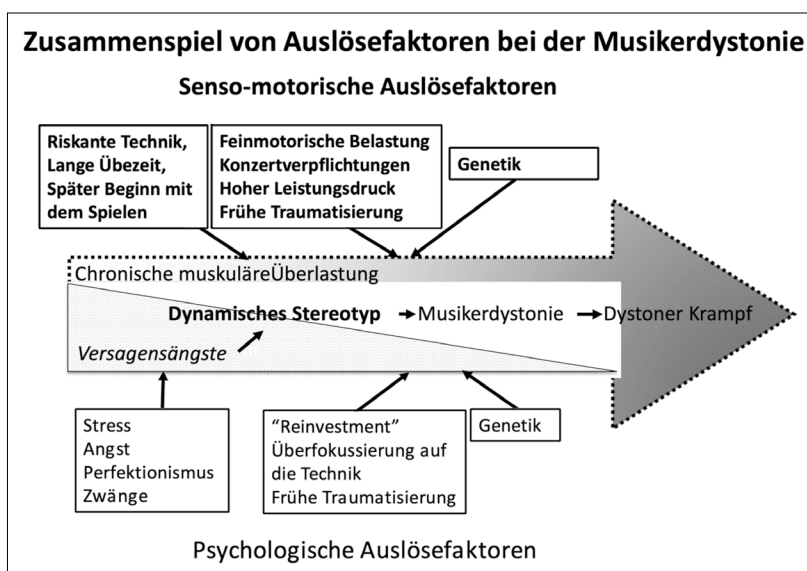 Zusammenspiel von Auslösefaktoren bei der Musikerdystonie
Senso-motorische Auslösefaktoren
Riskante Technik,
Lange Übezeit,
Später Beginn mit
dem Spielen
Feinmotorische Belastung
Konzertverpflichtungen
Hoher Leistungsdruck
Frühe Traumatisierung
Genetik
Chronische muskuläreÜberlastung
Dynamisches Stereotyp
Musikerdystonie
Dystoner Krampf
Versagensängste
Stress
Angst
Perfektionismus
Zwänge
“Reinvestment”
Überfokussierung auf
die Technik
Frühe Traumatisierung
Genetik
Psychologische Auslösefaktoren